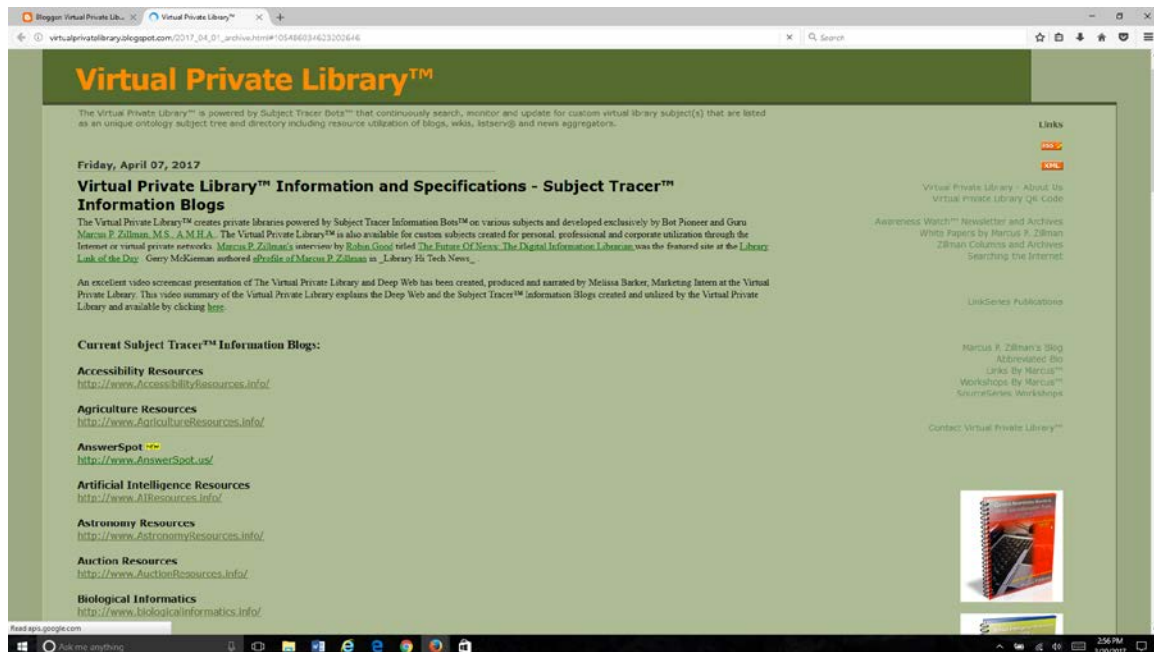 Blogger: Virtual Private Lib...
Virtual Private Library™
virtualprivatelibrary.blogspot.com/2017_04_01_archive.html#105486034623202646
Search
Virtual Private Library™
The Virtual Private Library™ is powered by Subject Tracer Bots™ that continuously search, monitor and update for custom virtual library subject(s) that are listed
as an unique ontology subject tree and directory including resource utilization of blogs, wikis, listserv® and news aggregators.
Links
RSS
XML
Friday, April 07, 2017
Virtual Private Library™ Information and Specifications - Subject Tracer™
Information Blogs
The Virtual Private Library™ creates private libraries powered by Subject Tracer Information Bots™ on various subjects and developed exclusively by Bot Pioneer and Guru
Marcus P. Zillman, M.S., A.M.H.A.. The Virtual Private Library™ is also available for custom subjects created for personal, professional and corporate utilization through the
Internet or virtual private networks. Marcus P. Zillman's interview by Robin Good titled The Future Of News: The Digital Information Librarian was the featured site at the Library
Link of the Day. Gerry McKiernan authored eProfile of Marcus P. Zillman in _Library Hi Tech News_.
An excellent video screencast presentation of The Virtual Private Library and Deep Web has been created, produced and narrated by Melissa Barker, Marketing Intern at the Virtual
Private Library. This video summary of the Virtual Private Library explains the Deep Web and the Subject Tracer™ Information Blogs created and utilized by the Virtual Private
Library and available by clicking here.
Current Subject Tracer™ Information Blogs:
Accessibility Resources
http://www.AccessibilityResources.info/
Agriculture Resources
http://www.AgricultureResources.info/
AnswerSpot NEW
http://www.AnswerSpot.us/
Artificial Intelligence Resources
http://www.AIResources.info/
Astronomy Resources
http://www.AstronomyResources.info/
Auction Resources
http://www.AuctionResources.info/
Biological Informatics
http://www.biologicalinformatics.info/
Virtual Private Library - About Us
Virtual Private Library QR Code
Awareness Watch™ Newsletter and Archives
White Papers by Marcus P. Zillman
Zillman Columns and Archives
Searching the Internet
LinkSeries Publications
Marcus P. Zillman's Blog
Abbreviated Bio
Links By Marcus™
Workshops By Marcus™
SourceSeries Workshops
Contact Virtual Private Library™
Read apis.google.com
Ask me anything
2:56 PM